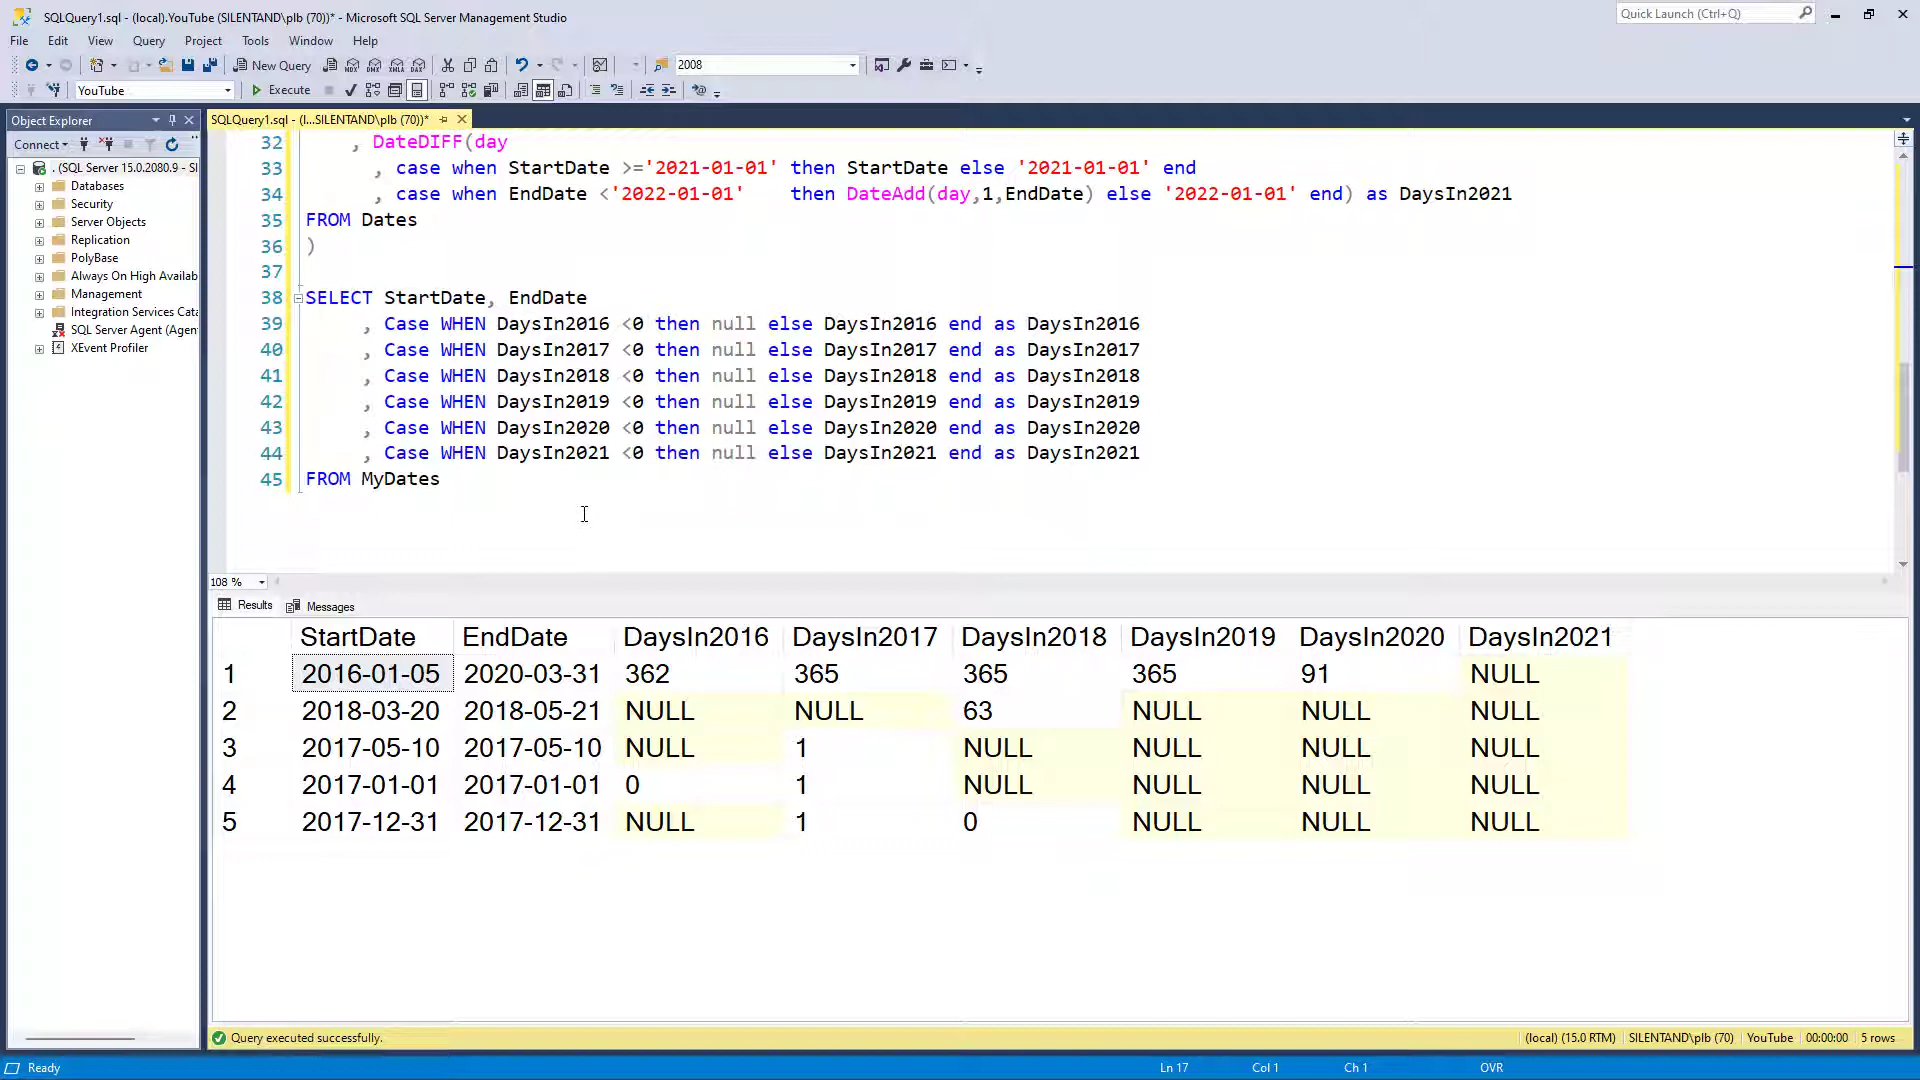 SQLQuery1.sql - (local).YouTube (SILENTAND\plb (70))* - Microsoft SQL Server Management Studio
Quick Launch (Ctrl+Q)
File Edit View Query Project Tools Window Help
New Query
2008
YouTube
Execute
Object Explorer
SQLQuery1.sql - (l...SILENTAND\plb (70))*
Connect
. (SQL Server 15.0.2080.9 - SI
Databases
Security
Server Objects
Replication
PolyBase
Always On High Availab
Management
Integration Services Cata
SQL Server Agent (Agen
XEvent Profiler
32 , DateDIFF(day
33 , case when StartDate >='2021-01-01' then StartDate else '2021-01-01' end
34 , case when EndDate <'2022-01-01' then DateAdd(day,1,EndDate) else '2022-01-01' end) as DaysIn2021
35 FROM Dates
36 )
37
38 SELECT StartDate, EndDate
39 , Case WHEN DaysIn2016 <0 then null else DaysIn2016 end as DaysIn2016
40 , Case WHEN DaysIn2017 <0 then null else DaysIn2017 end as DaysIn2017
41 , Case WHEN DaysIn2018 <0 then null else DaysIn2018 end as DaysIn2018
42 , Case WHEN DaysIn2019 <0 then null else DaysIn2019 end as DaysIn2019
43 , Case WHEN DaysIn2020 <0 then null else DaysIn2020 end as DaysIn2020
44 , Case WHEN DaysIn2021 <0 then null else DaysIn2021 end as DaysIn2021
45 FROM MyDates
108 %
Results Messages
StartDate EndDate DaysIn2016 DaysIn2017 DaysIn2018 DaysIn2019 DaysIn2020 DaysIn2021
1 2016-01-05 2020-03-31 362 365 365 365 91 NULL
2 2018-03-20 2018-05-21 NULL NULL 63 NULL NULL NULL
3 2017-05-10 2017-05-10 NULL 1 NULL NULL NULL NULL
4 2017-01-01 2017-01-01 0 1 NULL NULL NULL NULL
5 2017-12-31 2017-12-31 NULL 1 0 NULL NULL NULL
Query executed successfully.
(local) (15.0 RTM) SILENTAND\plb (70) YouTube 00:00:00 5 rows
Ready
Ln 17 Col 1 Ch 1 OVR